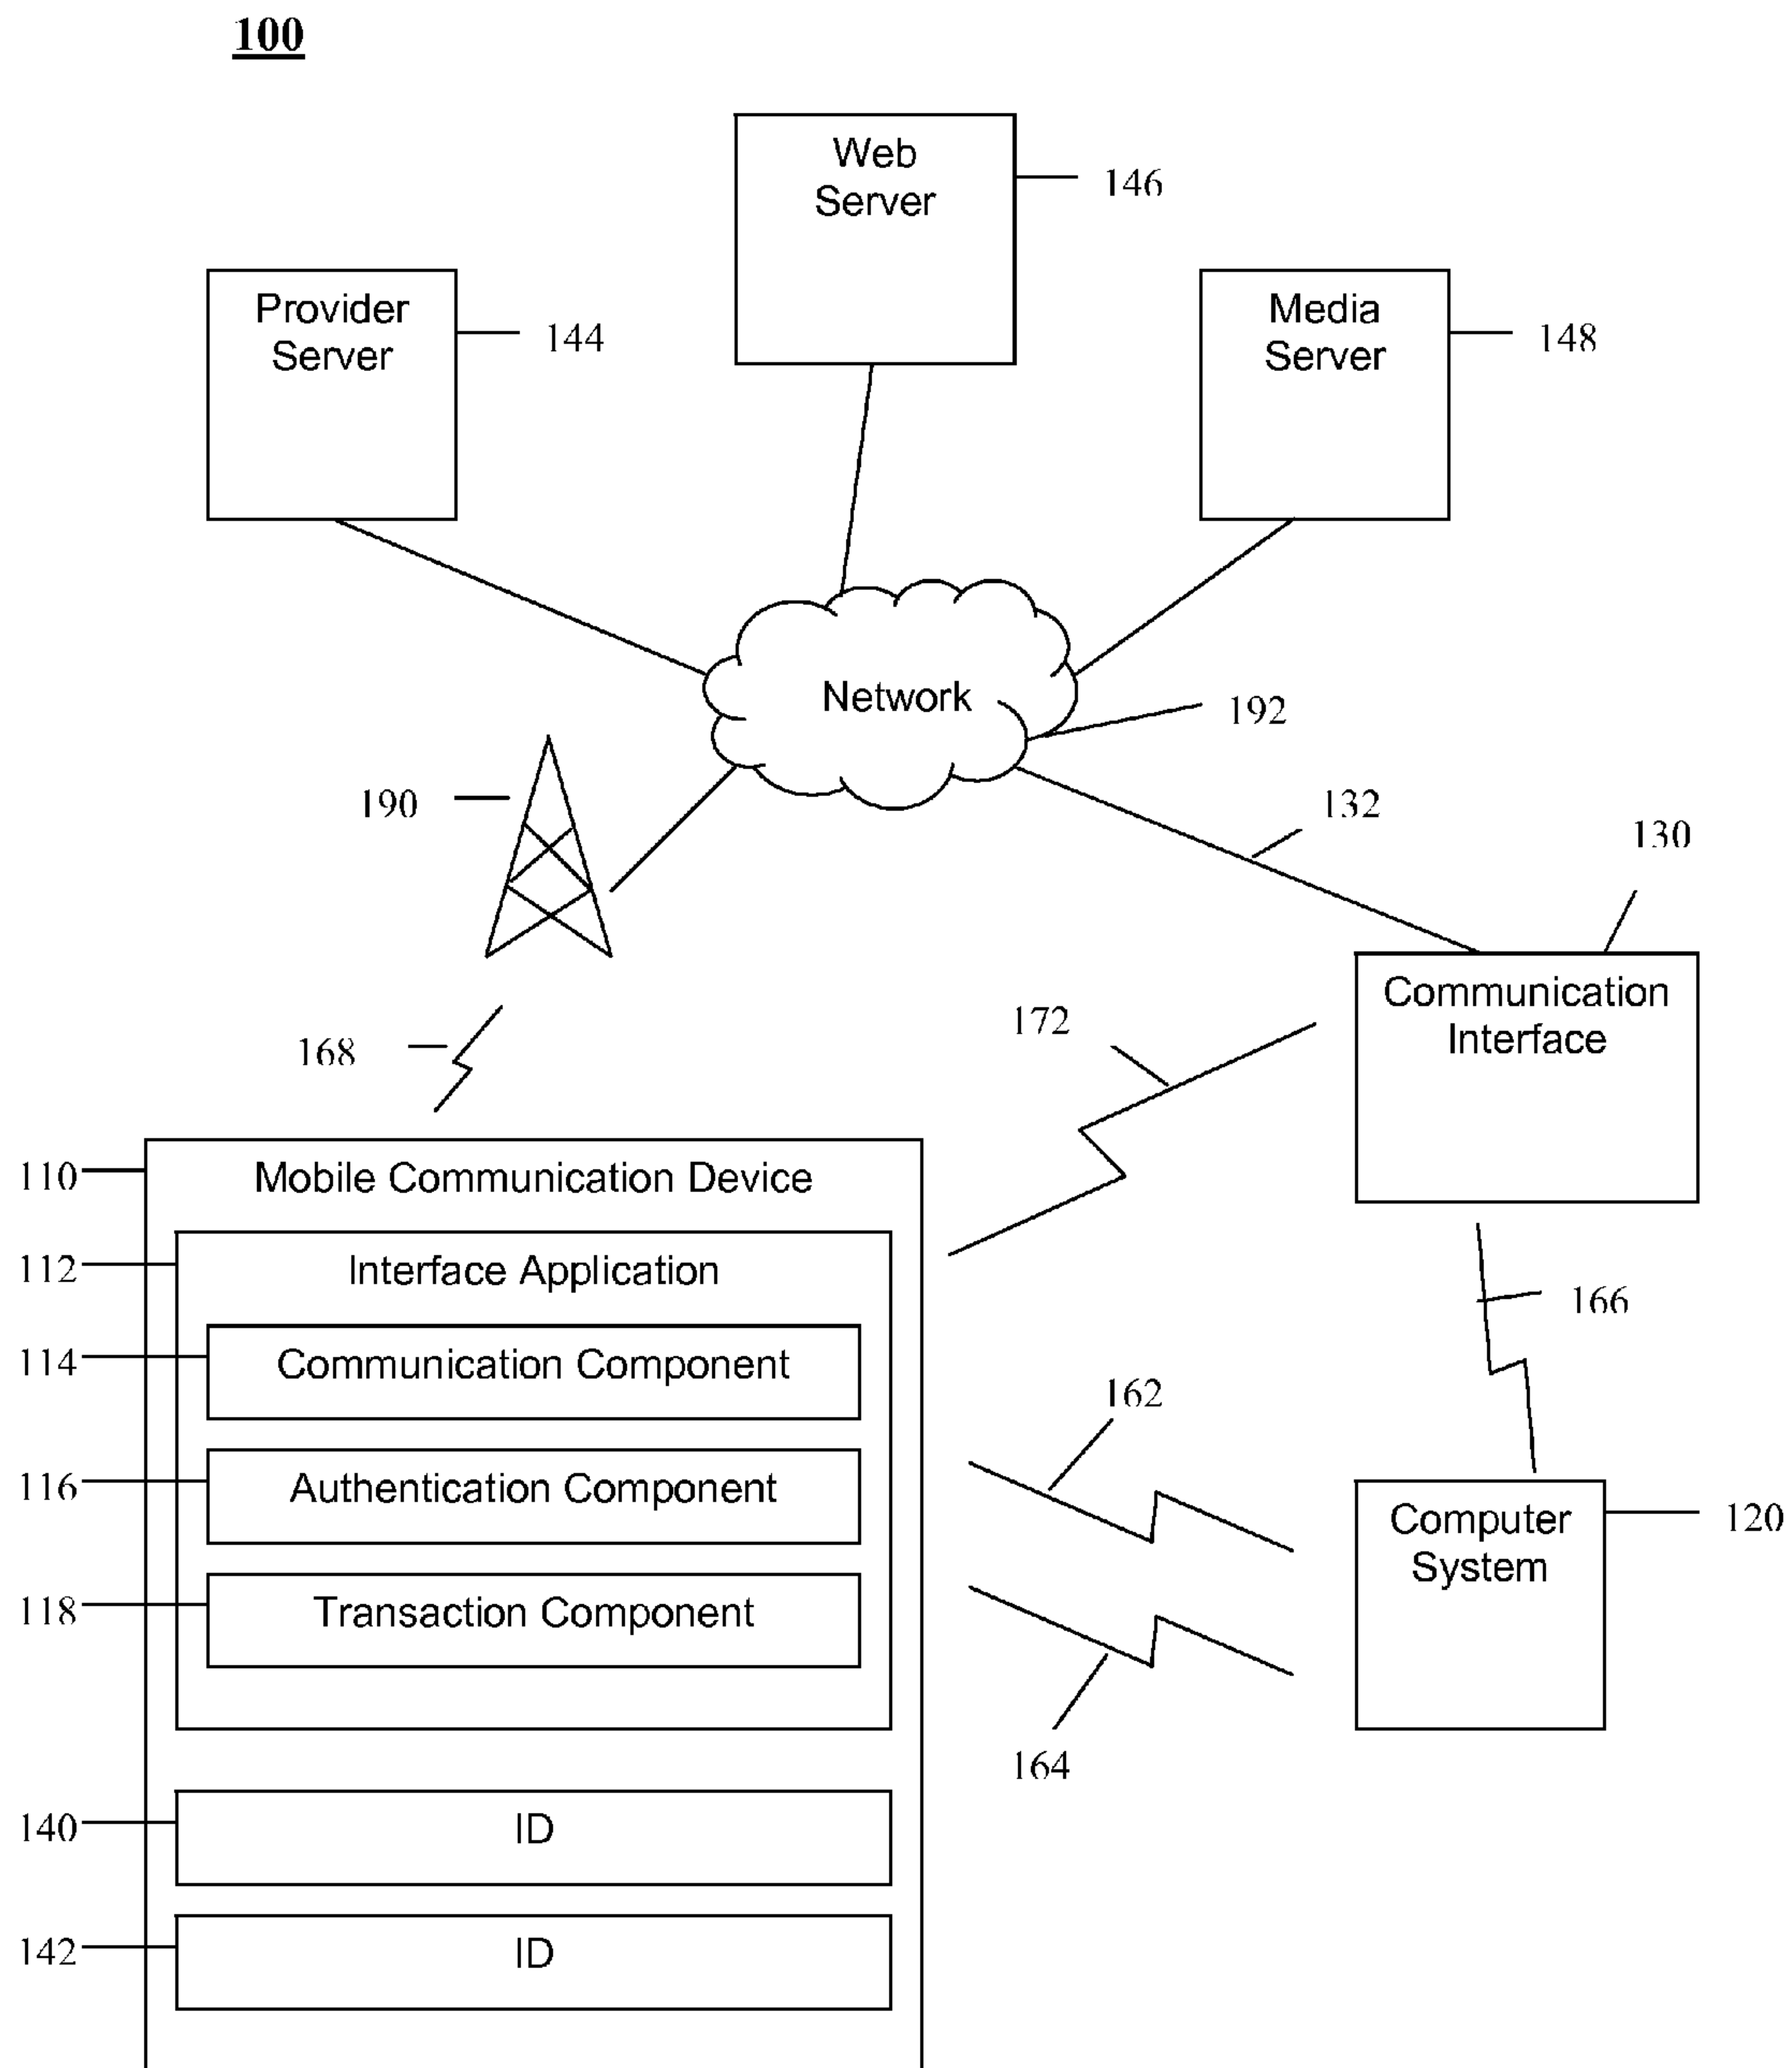 100
Web
Server
146
Provider
Server
144
Media
Server
148
Network
192
190
132
130
Communication
Interface
172
168
110
Mobile Communication Device
112
Interface Application
166
114
Communication Component
162
116
Authentication Component
Computer
System
120
118
Transaction Component
164
140
ID
142
ID